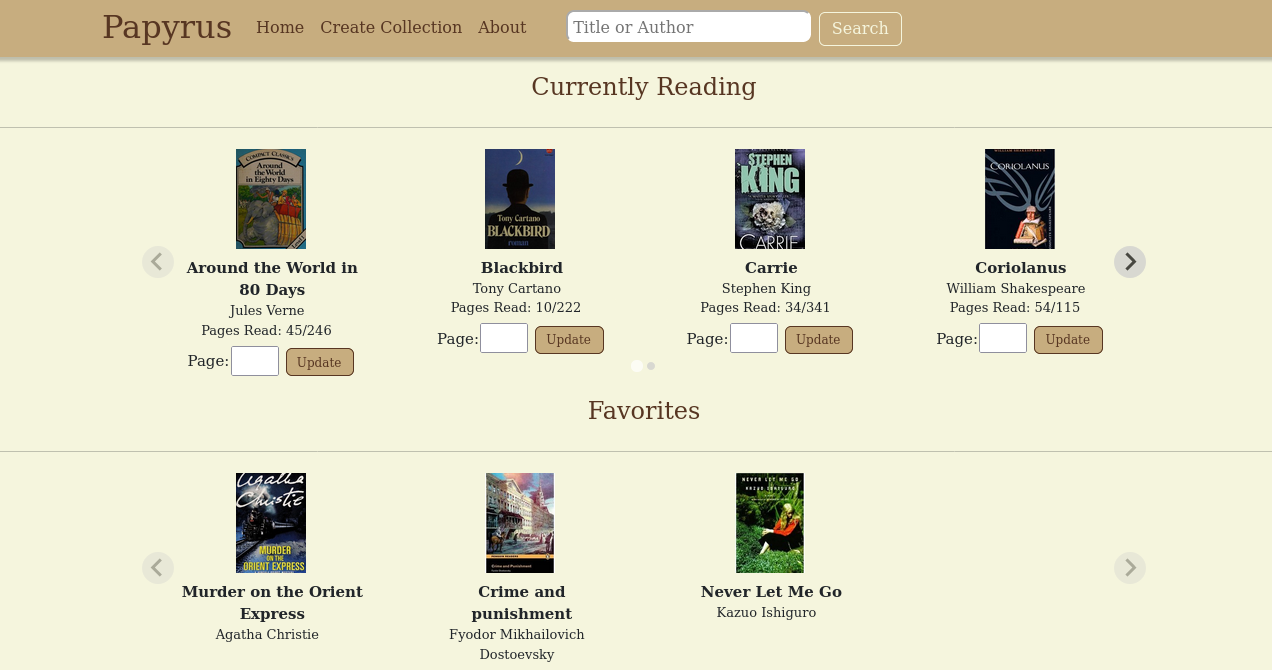 Papyrus Home Create Collection About Title or Author Search
Currently Reading
COMPACT CLASSICS
Around
the World
in Eighty Days
Tony Cartano
BLACKBIRD
STEPHEN
KING
CARRIE
WILLIAM SHAKESPEARE'S
CORIOLANUS
Around the World in
80 Days
Jules Verne
Pages Read: 45/246
Page: Update
Blackbird
Tony Cartano
Pages Read: 10/222
Page: Update
Carrie
Stephen King
Pages Read: 34/341
Page: Update
Coriolanus
William Shakespeare
Pages Read: 54/115
Page: Update
Favorites
Agatha
Christie
MURDER
ON THE
ORIENT EXPRESS
Crime and Punishment
NEVER LET ME GO
KAZUO ISHIGURO
Murder on the Orient
Express
Agatha Christie
Crime and
punishment
Fyodor Mikhailovich
Dostoevsky
Never Let Me Go
Kazuo Ishiguro